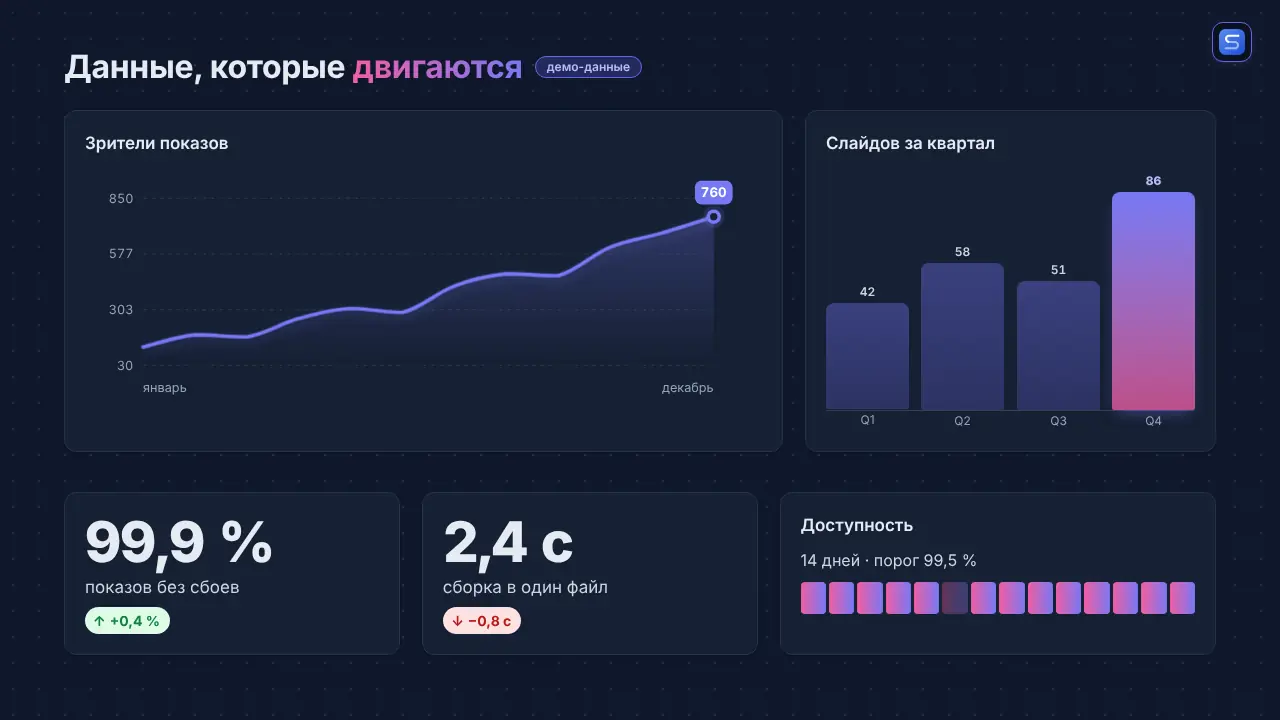 Данные, которые двигаются
демо-данные
Зрители показов
850
577
303
30
760
январь
декабрь
Слайдов за квартал
42
58
51
86
Q1
Q2
Q3
Q4
99,9 %
показов без сбоев
↑ +0,4 %
2,4 с
сборка в один файл
↓ −0,8 с
Доступность
14 дней · порог 99,5 %